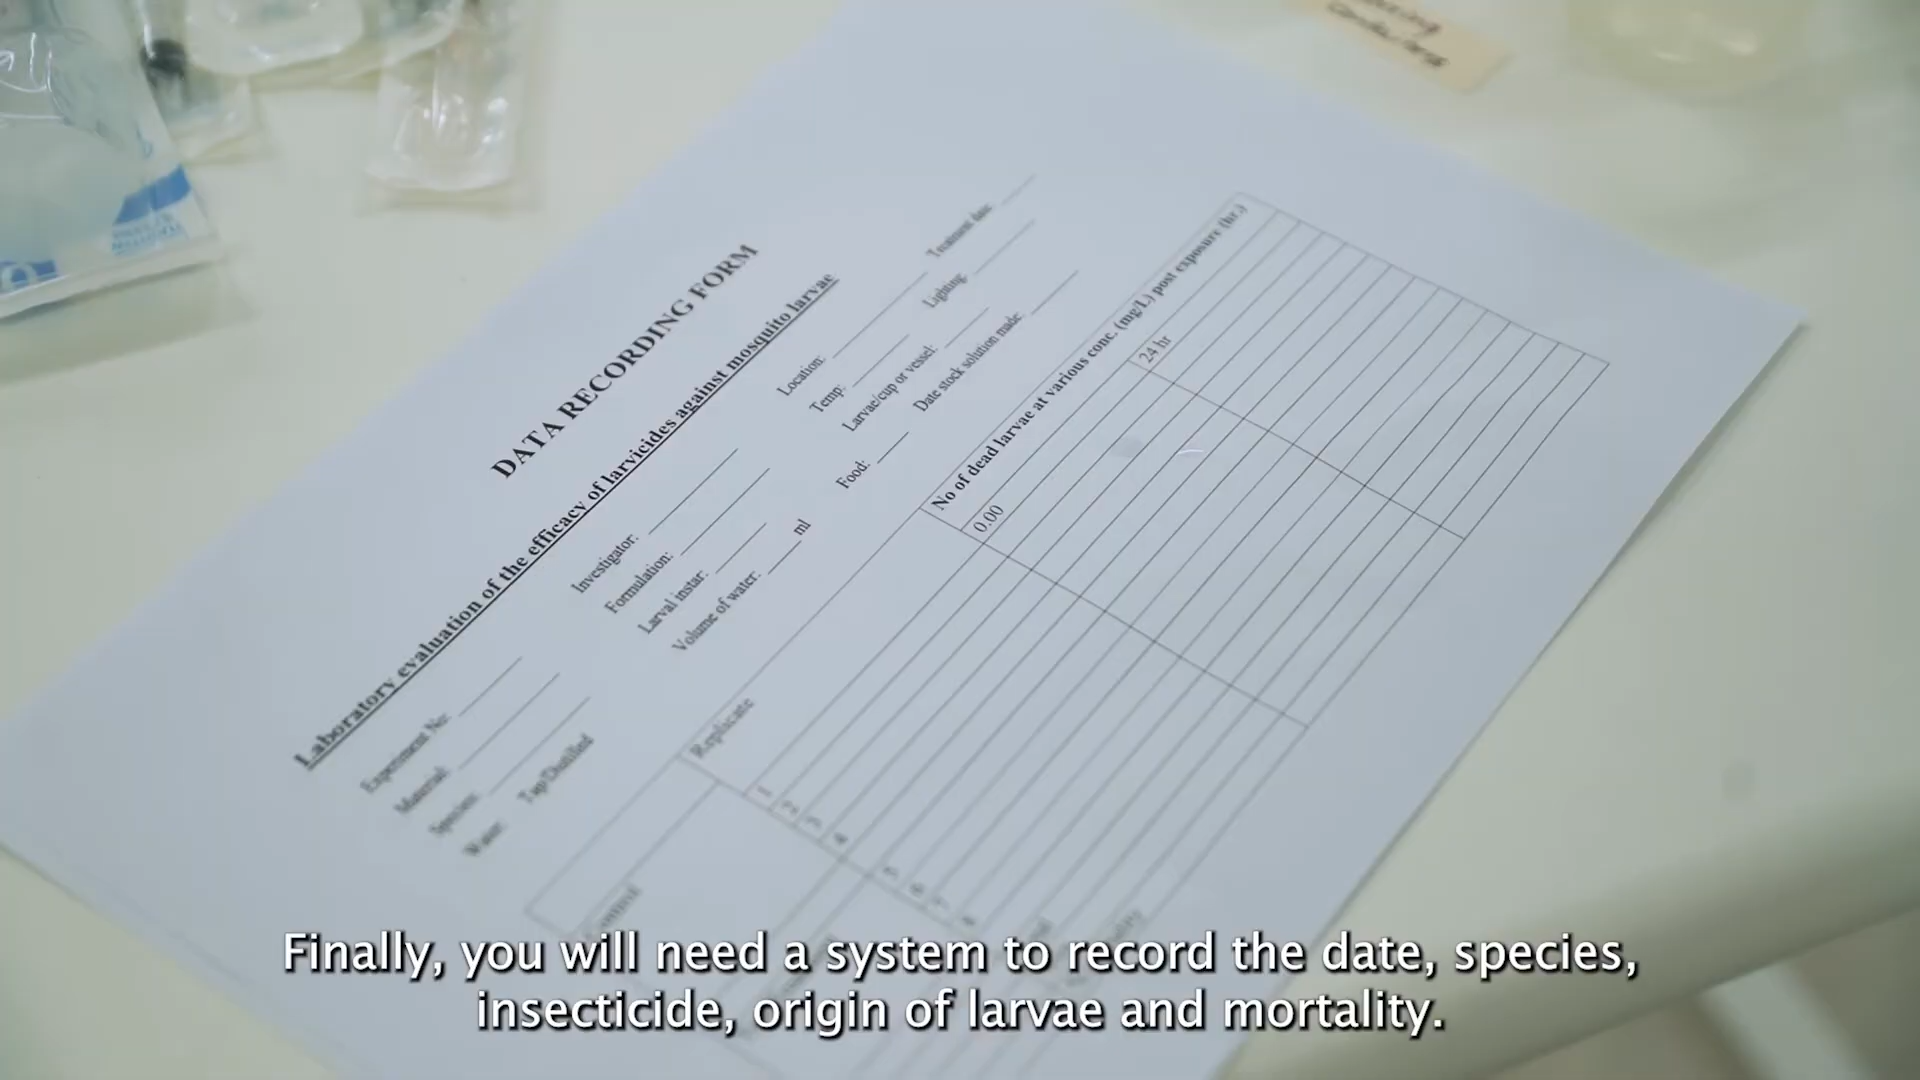 DATA RECORDING FORM
Laboratory evaluation of the efficacy of larvicides against mosquito larvae
Experiment No: Investigator: Location: Treatment date:
Material: Formulation: Temp: Lighting:
Species: Larval instar: Larvae/cup or vessel:
Water: Tap/Distilled Volume of water: ml Food: Date stock solution made:
Replicate No of dead larvae at various conc. (mg/L) post exposure (hr.)
0.00 24 hr
Control
1
2
3
4
5
6
7
8
Finally, you will need a system to record the date, species,
insecticide, origin of larvae and mortality.